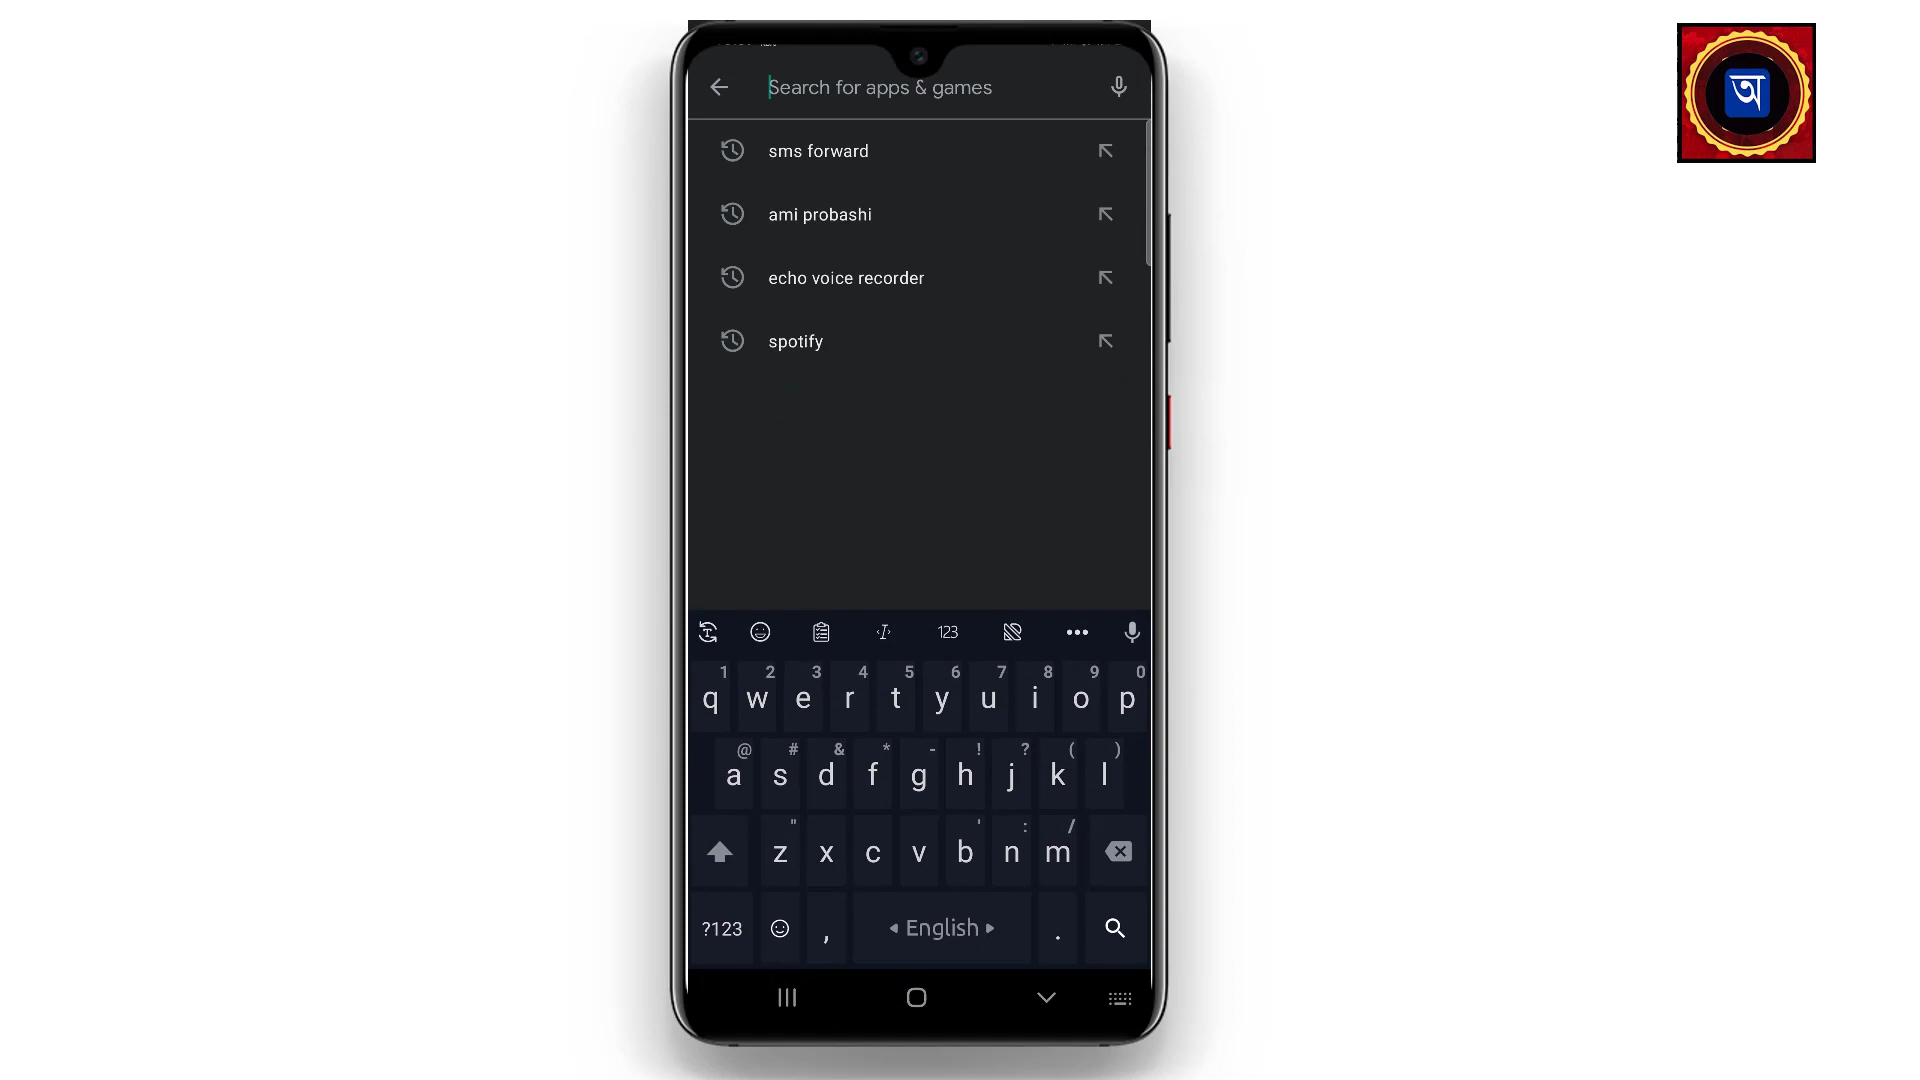 Search for apps & games
sms forward
ami probashi
echo voice recorder
spotify
123
1 2 3 4 5 6 7 8 9 0
q w e r t y u i o p
@ # & * - ! ? ( )
a s d f g h j k l
" ' : /
z x c v b n m
?123 , English .
অ